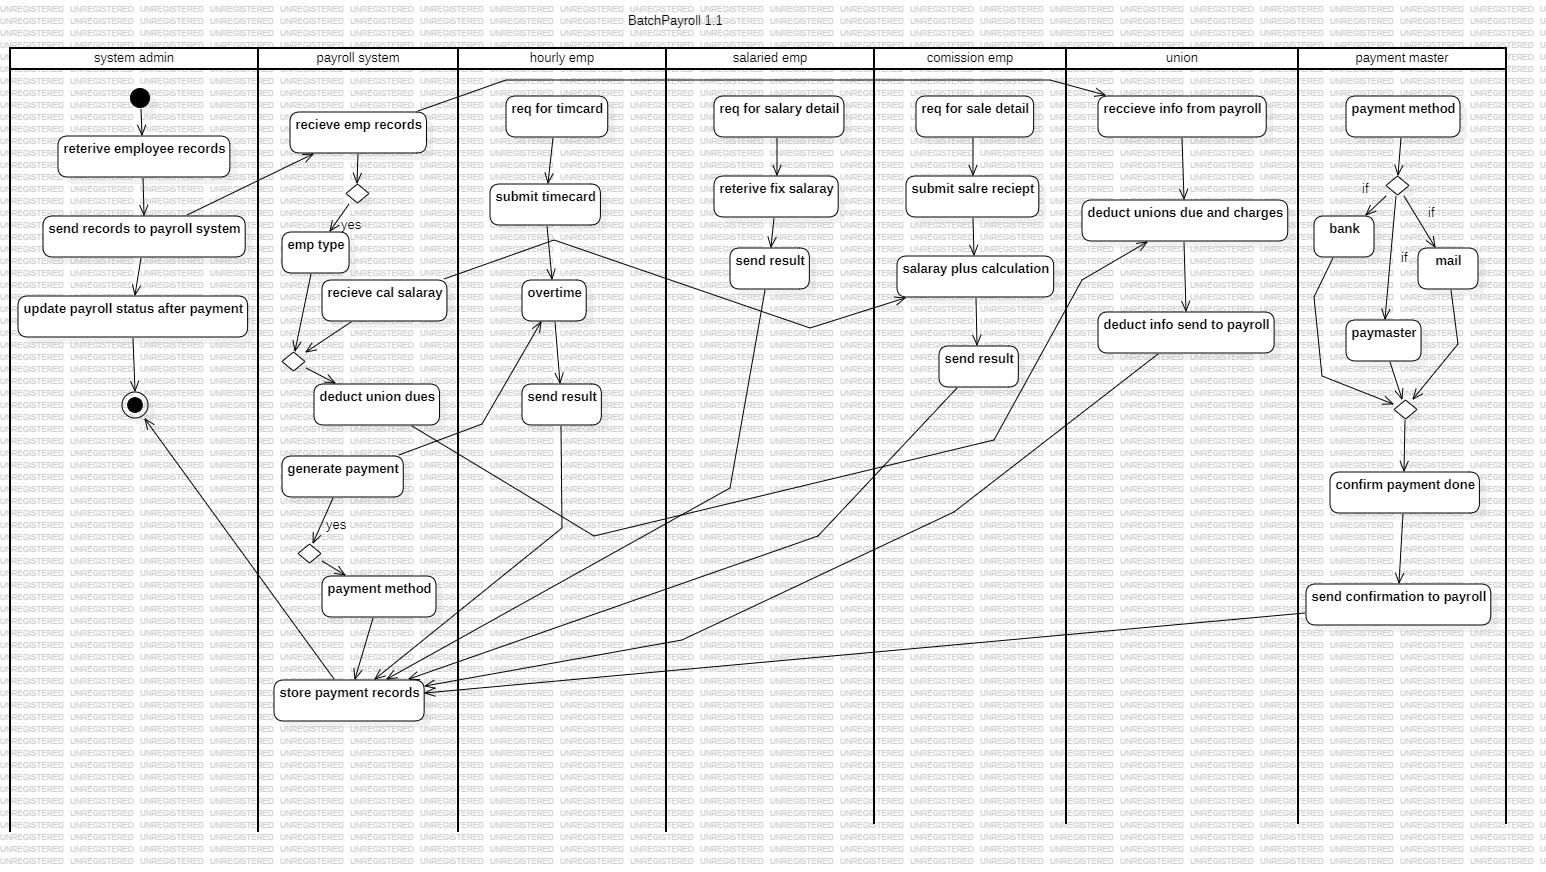 BatchPayroll 1.1
system admin
payroll system
hourly emp
salaried emp
comission emp
union
payment master
reterive employee records
send records to payroll system
update payroll status after payment
recieve emp records
yes
emp type
recieve cal salaray
deduct union dues
generate payment
yes
payment method
store payment records
req for timcard
submit timecard
overtime
send result
req for salary detail
reterive fix salaray
send result
req for sale detail
submit salre reciept
salaray plus calculation
send result
reccieve info from payroll
deduct unions due and charges
deduct info send to payroll
payment method
if
if
if
bank
mail
paymaster
confirm payment done
send confirmation to payroll
UNREGISTERED